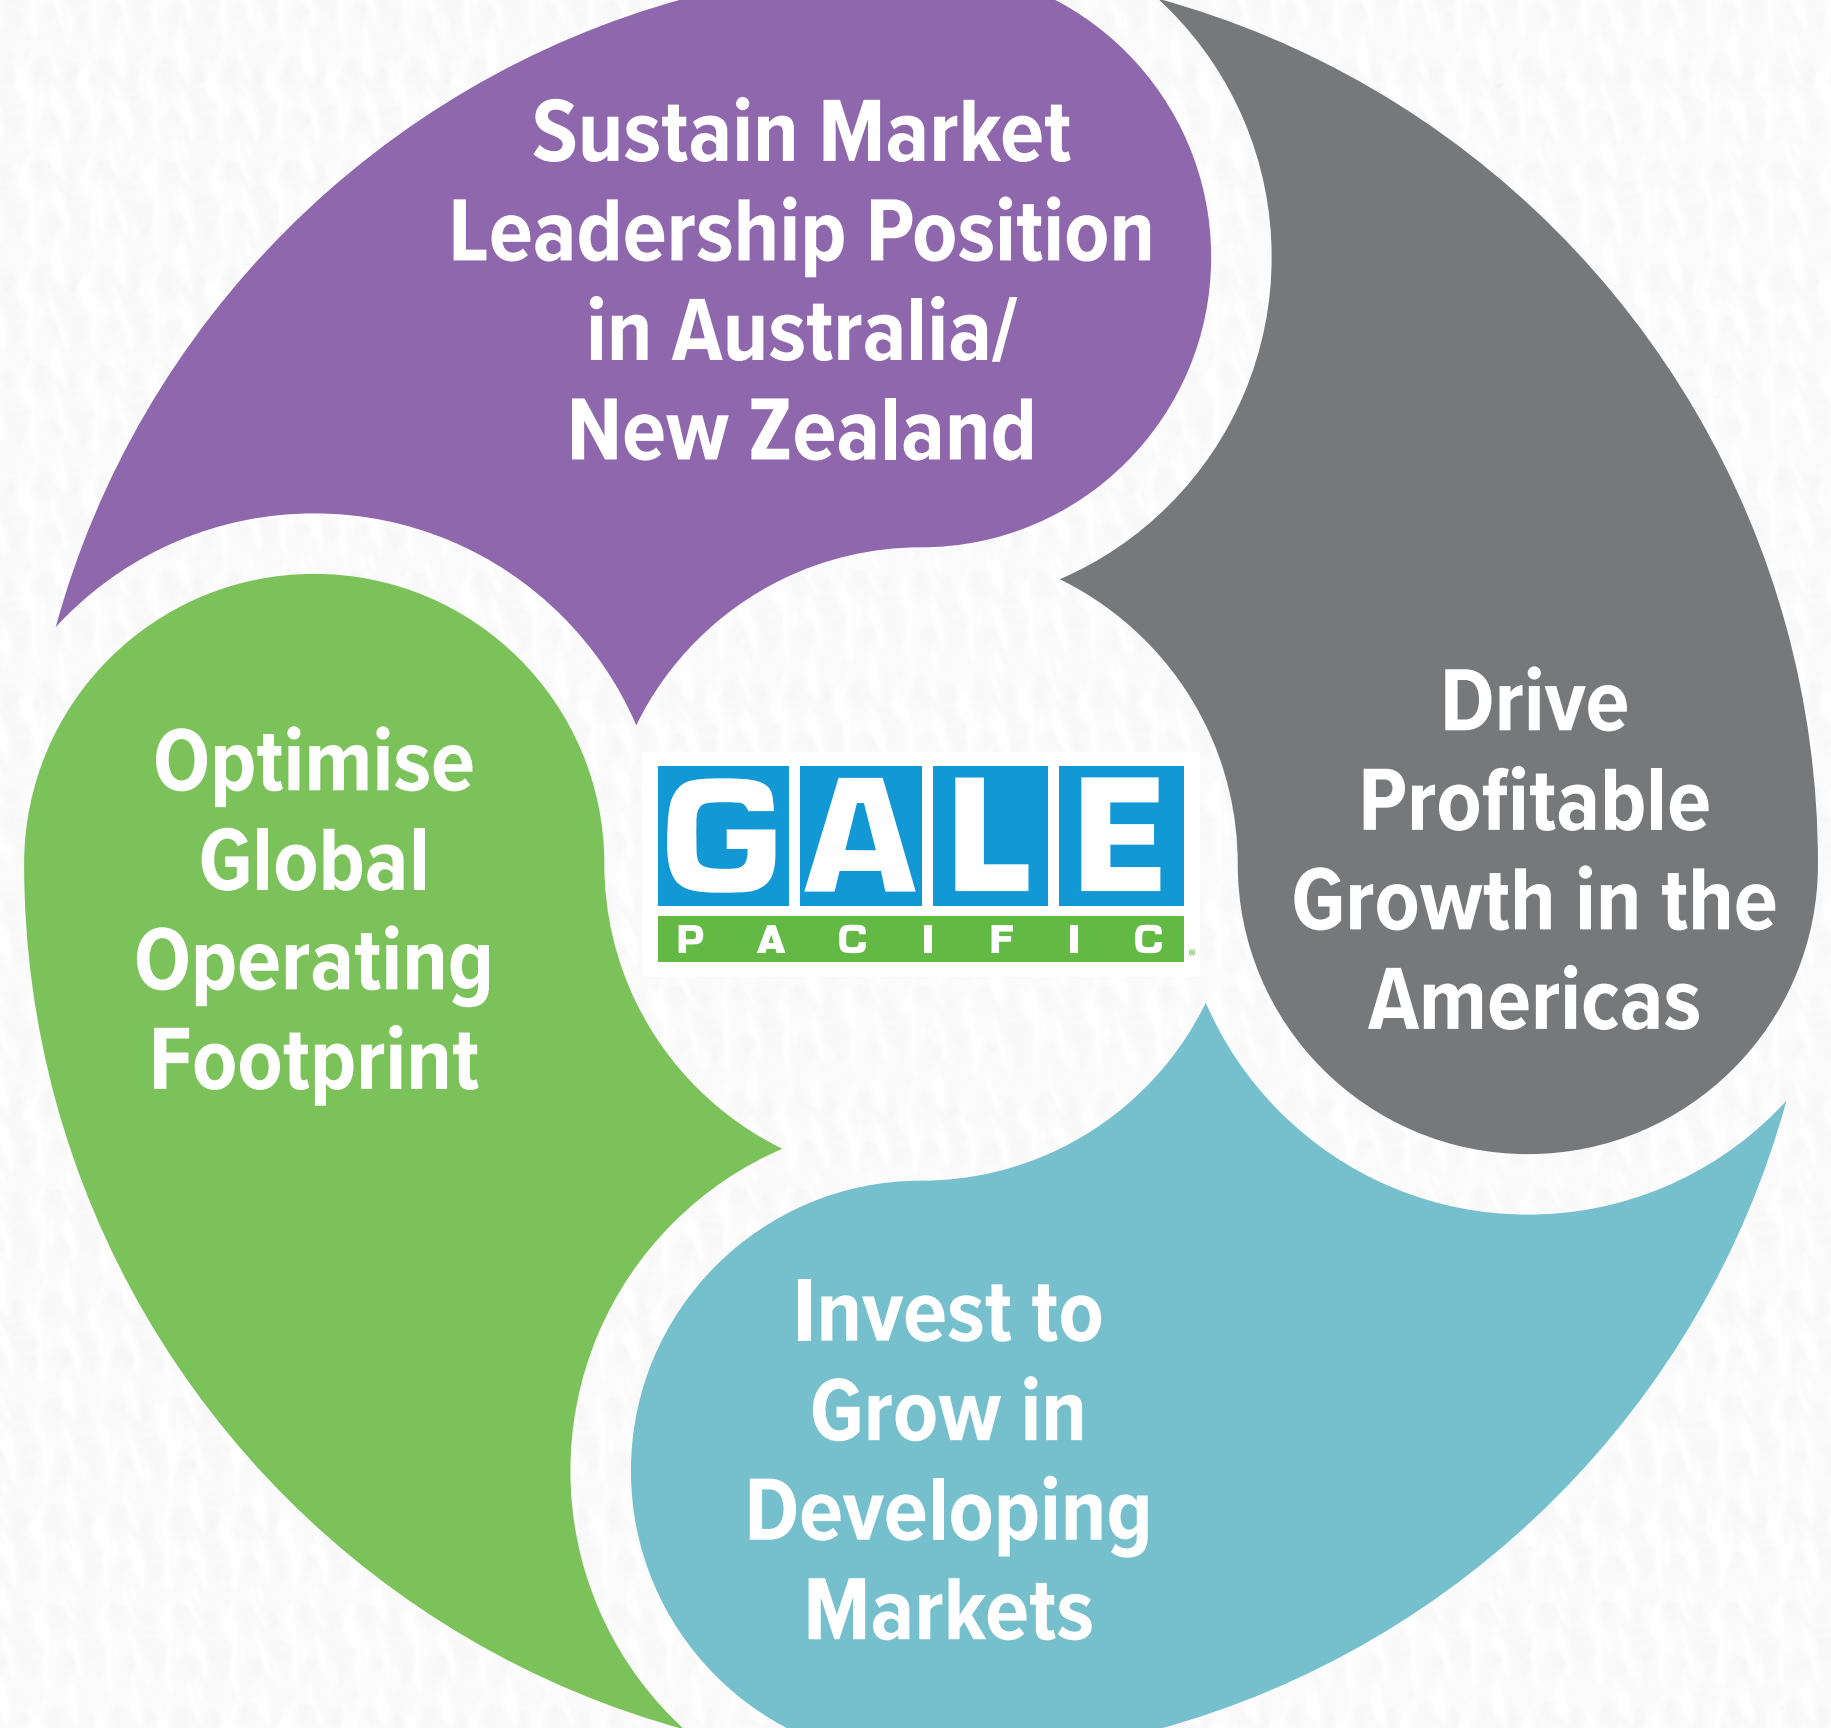 Sustain Market
Leadership Position
in Australia/
New Zealand
Drive
Profitable
Growth in the
Americas
Optimise
Global
Operating
Footprint
GALE
PACIFIC®
Invest to
Grow in
Developing
Markets